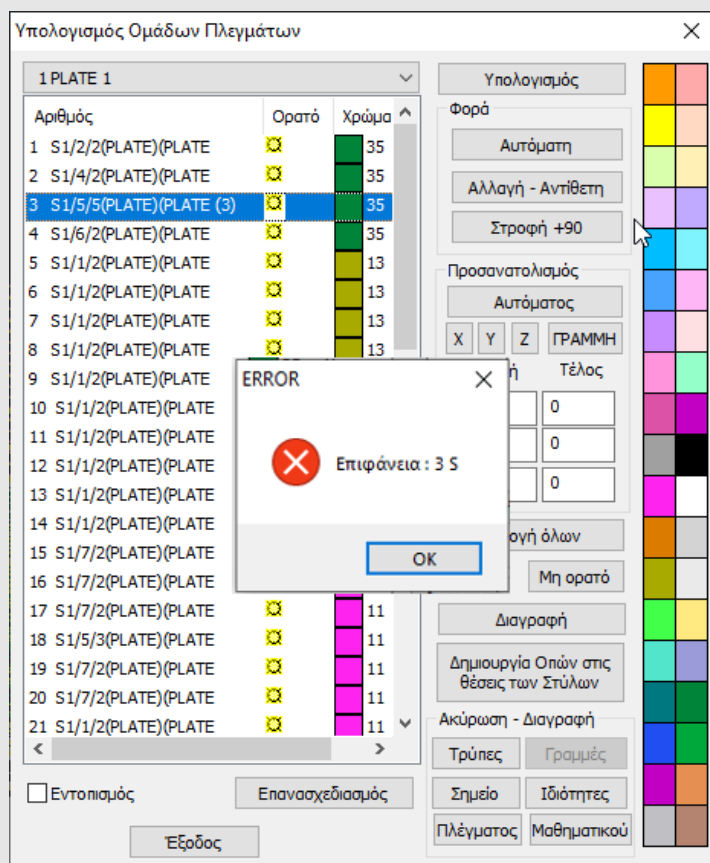 Υπολογισμός Ομάδων Πλεγμάτων
1 PLATE 1
Αριθμός Ορατό Χρώμα
1 S1/2/2(PLATE)(PLATE 35
2 S1/4/2(PLATE)(PLATE 35
3 S1/5/5(PLATE)(PLATE (3) 35
4 S1/6/2(PLATE)(PLATE 35
5 S1/1/2(PLATE)(PLATE 13
6 S1/1/2(PLATE)(PLATE 13
7 S1/1/2(PLATE)(PLATE 13
8 S1/1/2(PLATE)(PLATE 13
9 S1/1/2(PLATE)(PLATE
10 S1/1/2(PLATE)(PLATE
11 S1/1/2(PLATE)(PLATE
12 S1/1/2(PLATE)(PLATE
13 S1/1/2(PLATE)(PLATE
14 S1/1/2(PLATE)(PLATE
15 S1/7/2(PLATE)(PLATE
16 S1/7/2(PLATE)(PLATE
17 S1/7/2(PLATE)(PLATE 11
18 S1/5/3(PLATE)(PLATE 11
19 S1/7/2(PLATE)(PLATE 11
20 S1/7/2(PLATE)(PLATE 11
21 S1/1/2(PLATE)(PLATE 11
Εντοπισμός
Επανασχεδιασμός
Έξοδος
ERROR
Επιφάνεια : 3 S
OK
Υπολογισμός
Φορά
Αυτόματη
Αλλαγή - Αντίθετη
Στροφή +90
Προσανατολισμός
Αυτόματος
X Y Z ΓΡΑΜΜΗ
ή Τέλος
0
0
0
ογή όλων
Μη ορατό
Διαγραφή
Δημιουργία Οπών στις
θέσεις των Στύλων
Ακύρωση - Διαγραφή
Τρύπες Γραμμές
Σημείο Ιδιότητες
Πλέγματος Μαθηματικού